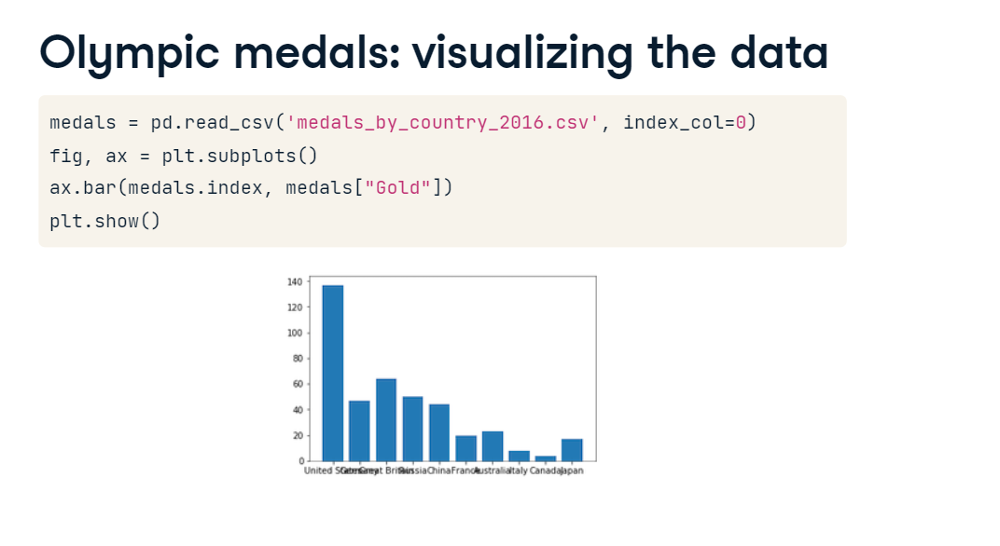 Olympic medals: visualizing the data
medals = pd.read_csv('medals_by_country_2016.csv', index_col=0)
fig, ax = plt.subplots()
ax.bar(medals.index, medals["Gold"])
plt.show()
140
120
100
80
60
40
20
0
United States Germany Great Britain Russia China France Australia Italy Canada Japan